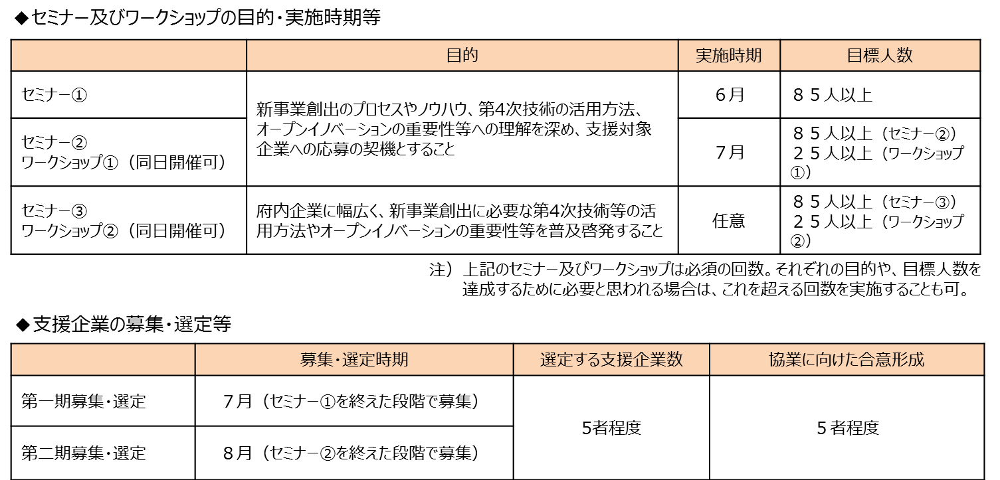 ◆セミナー及びワークショップの目的・実施時期等
目的
実施時期
目標人数
セミナー①
新事業創出のプロセスやノウハウ、第4次技術の活用方法、
オープンイノベーションの重要性等への理解を深め、支援対象
企業への応募の契機とすること
６月
８５人以上
セミナー②
ワークショップ①（同日開催可）
７月
８５人以上（セミナー②）
２５人以上（ワークショップ
①）
セミナー③
ワークショップ②（同日開催可）
府内企業に幅広く、新事業創出に必要な第4次技術等の活
用方法やオープンイノベーションの重要性等を普及啓発すること
任意
８５人以上（セミナー③）
２５人以上（ワークショップ
②）
注）上記のセミナー及びワークショップは必須の回数。それぞれの目的や、目標人数を
達成するために必要と思われる場合は、これを超える回数を実施することも可。
◆支援企業の募集・選定等
募集・選定時期
選定する支援企業数
協業に向けた合意形成
第一期募集・選定
７月（セミナー①を終えた段階で募集）
5者程度
５者程度
第二期募集・選定
８月（セミナー②を終えた段階で募集）